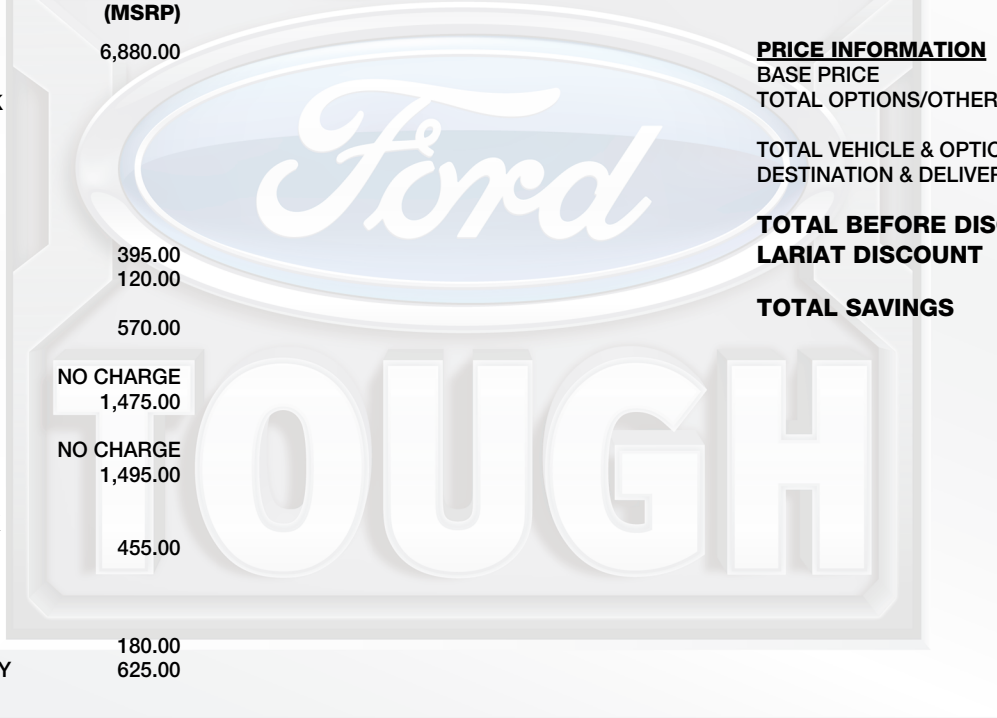 (MSRP)
6,880.00
K
395.00
120.00
570.00
NO CHARGE
1,475.00
NO CHARGE
1,495.00
455.00
180.00
Y 625.00
Ford
TOUGH
PRICE INFORMATION
BASE PRICE
TOTAL OPTIONS/OTHER
TOTAL VEHICLE & OPTIO
DESTINATION & DELIVER
TOTAL BEFORE DIS
LARIAT DISCOUNT
TOTAL SAVINGS